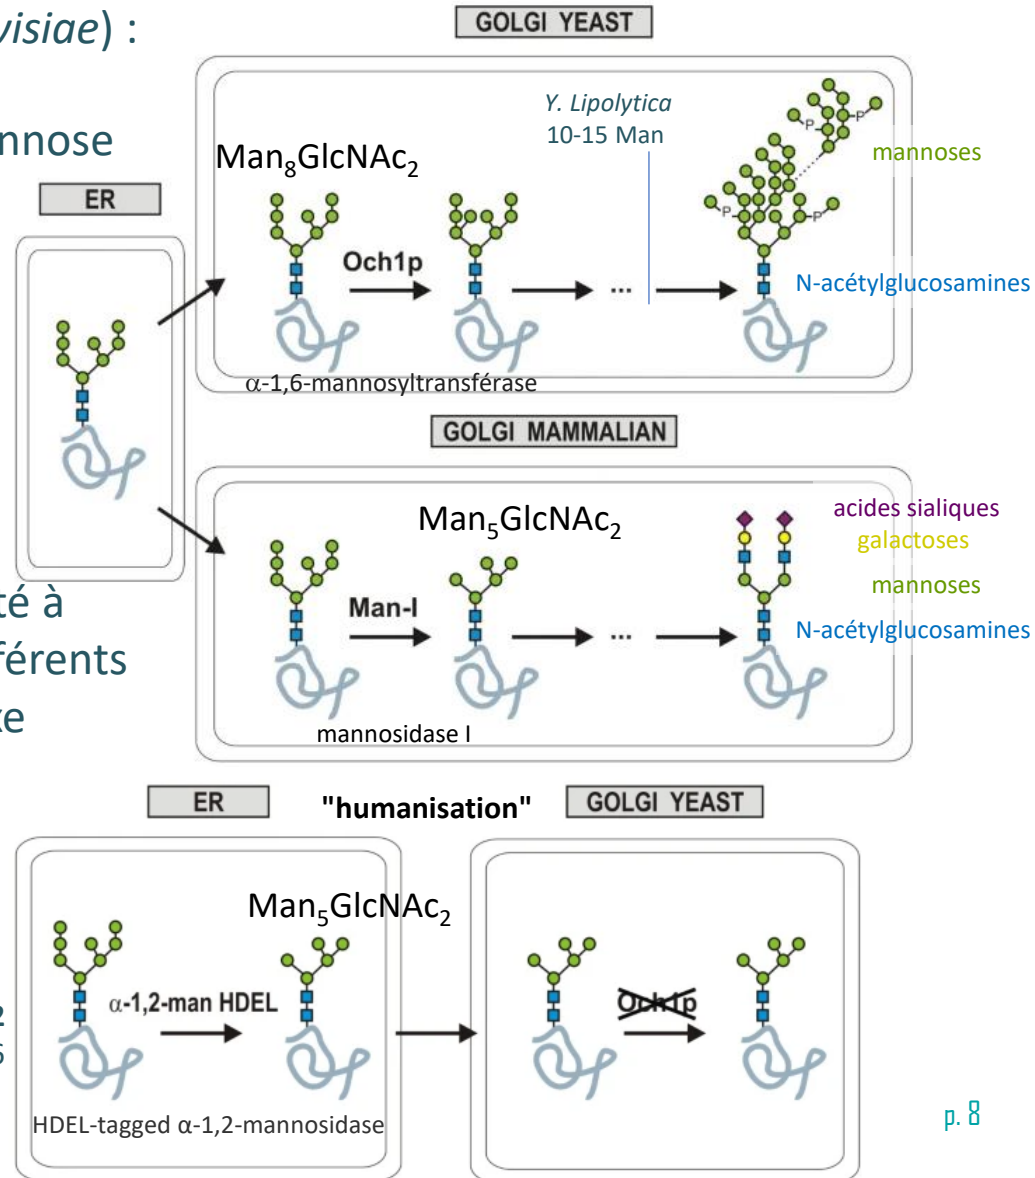 visiae) :
nnose
GOLGI YEAST
Y. Lipolytica
10-15 Man
Man8GlcNAc2
mannoses
P
P
P
P
ER
Och1p
...
N-acétylglucosamines
α-1,6-mannosyltransférase
GOLGI MAMMALIAN
Man5GlcNAc2
acides sialiques
galactoses
mannoses
Man-I
...
N-acétylglucosamines
mannosidase I
té à
férents
xe
ER
"humanisation"
GOLGI YEAST
Man5GlcNAc2
α-1,2-man HDEL
Och1p
2
HDEL-tagged α-1,2-mannosidase
p. 8